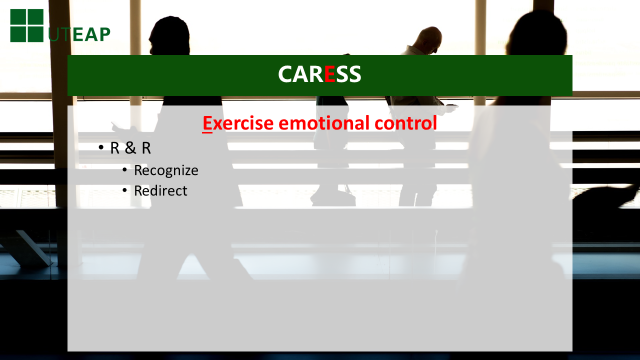 UTEAP
CARESS
Exercise emotional control
• R & R
• Recognize
• Redirect